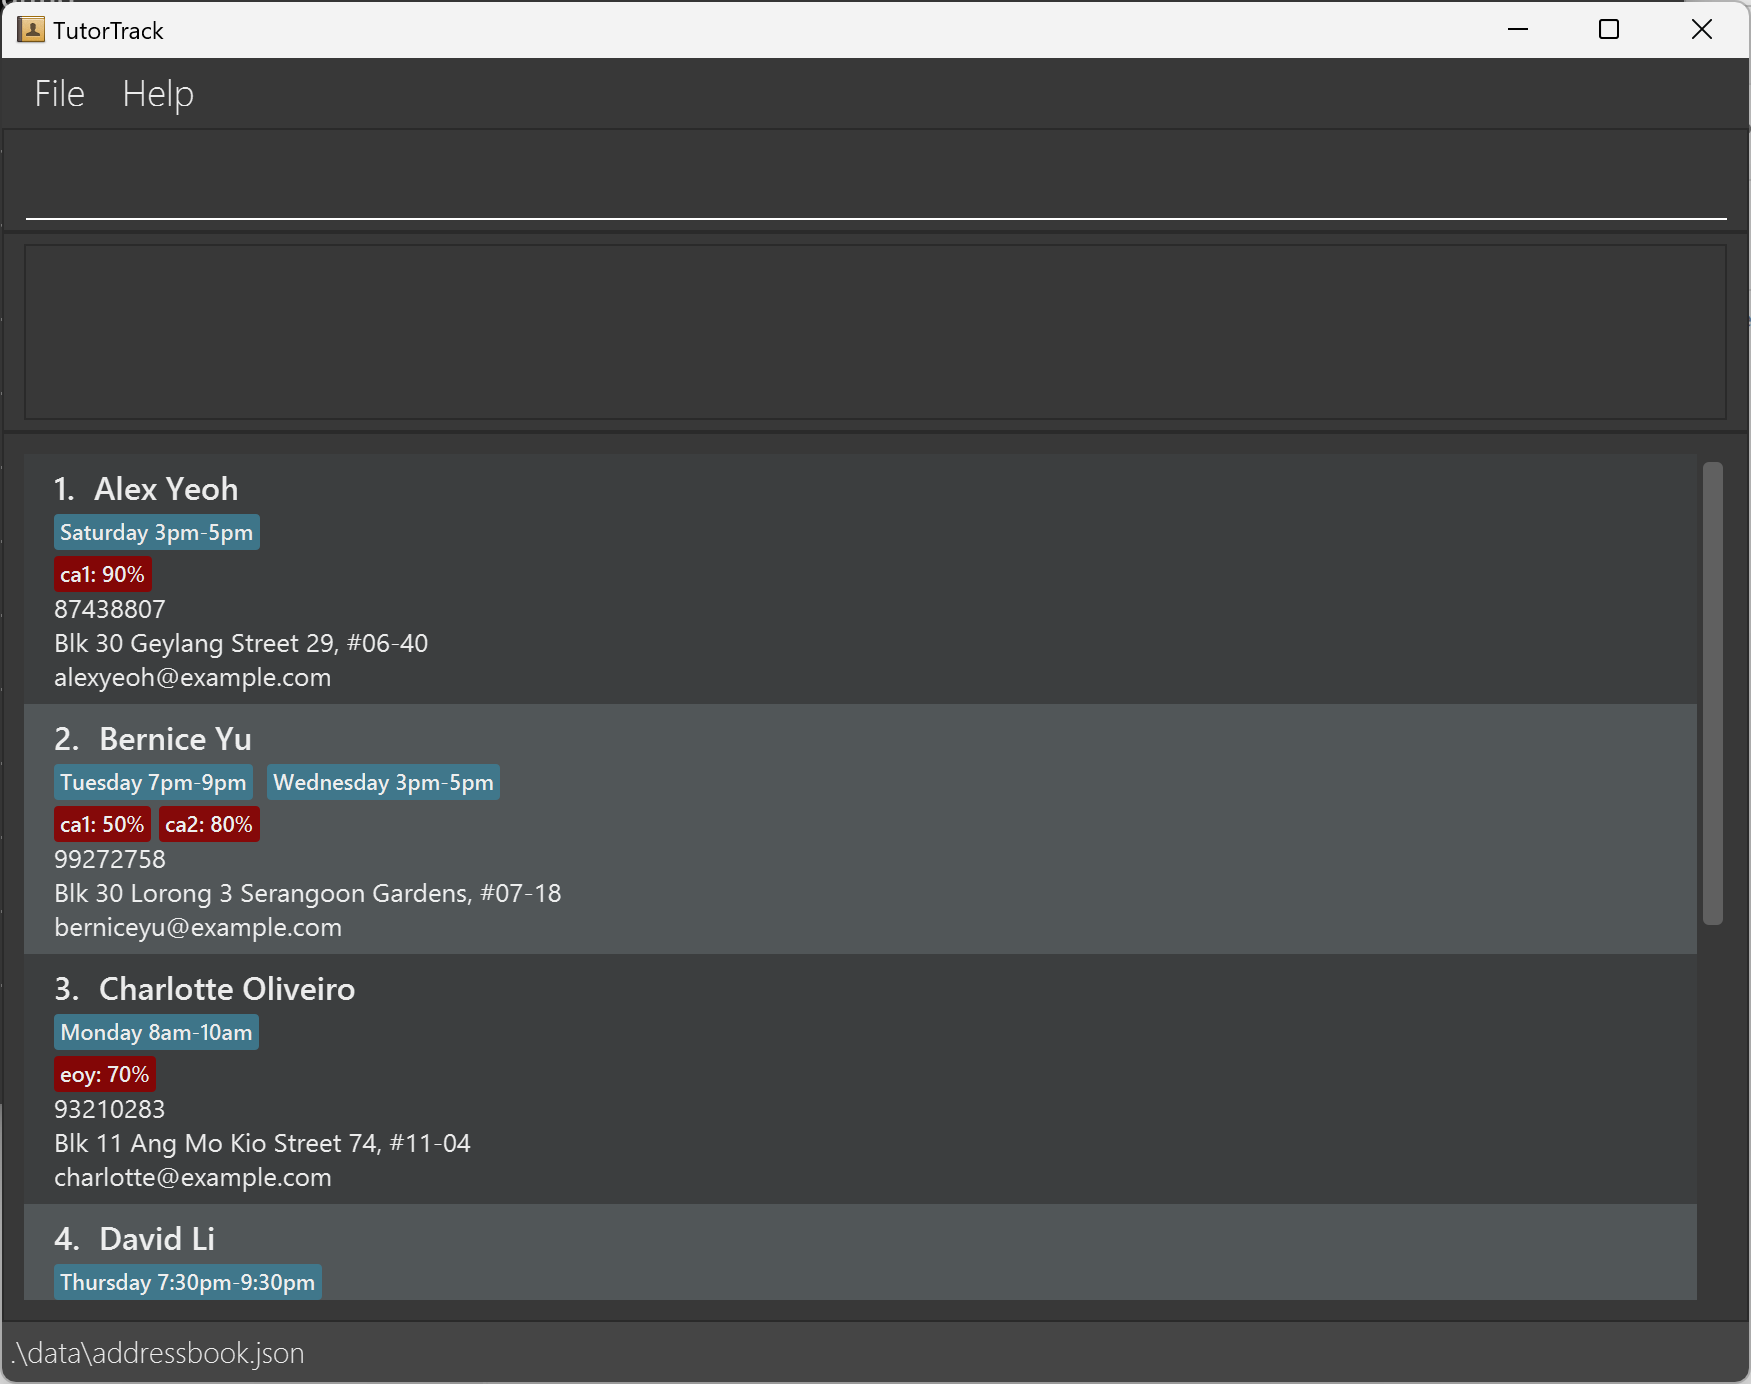 TutorTrack
File Help
1. Alex Yeoh
Saturday 3pm-5pm
ca1: 90%
87438807
Blk 30 Geylang Street 29, #06-40
alexyeoh@example.com
2. Bernice Yu
Tuesday 7pm-9pm Wednesday 3pm-5pm
ca1: 50% ca2: 80%
99272758
Blk 30 Lorong 3 Serangoon Gardens, #07-18
berniceyu@example.com
3. Charlotte Oliveiro
Monday 8am-10am
eoy: 70%
93210283
Blk 11 Ang Mo Kio Street 74, #11-04
charlotte@example.com
4. David Li
Thursday 7:30pm-9:30pm
.\data\addressbook.json